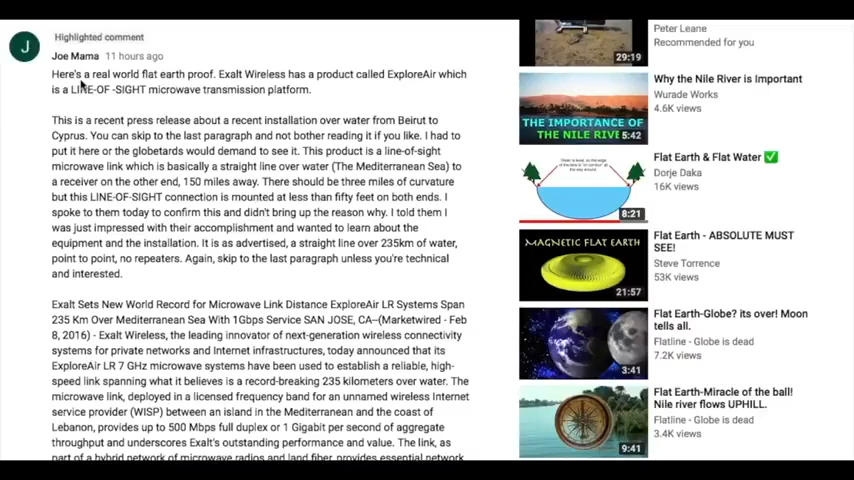 Highlighted comment
J
Joe Mama 11 hours ago
Here's a real world flat earth proof. Exalt Wireless has a product called ExploreAir which
is a LINE-OF -SIGHT microwave transmission platform.
This is a recent press release about a recent installation over water from Beirut to
Cyprus. You can skip to the last paragraph and not bother reading it if you like. I had to
put it here or the globetards would demand to see it. This product is a line-of-sight
microwave link which is basically a straight line over water (The Mediterranean Sea) to
a receiver on the other end, 150 miles away. There should be three miles of curvature
but this LINE-OF-SIGHT connection is mounted at less than fifty feet on both ends. I
spoke to them today to confirm this and didn't bring up the reason why. I told them I
was just impressed with their accomplishment and wanted to learn about the
equipment and the installation. It is as advertised, a straight line over 235km of water,
point to point, no repeaters. Again, skip to the last paragraph unless you're technical
and interested.
Exalt Sets New World Record for Microwave Link Distance ExploreAir LR Systems Span
235 Km Over Mediterranean Sea With 1Gbps Service SAN JOSE, CA--(Marketwired - Feb
8, 2016) - Exalt Wireless, the leading innovator of next-generation wireless connectivity
systems for private networks and Internet infrastructures, today announced that its
ExploreAir LR 7 GHz microwave systems have been used to establish a reliable, high-
speed link spanning what it believes is a record-breaking 235 kilometers over water. The
microwave link, deployed in a licensed frequency band for an unnamed wireless Internet
service provider (WISP) between an island in the Mediterranean and the coast of
Lebanon, provides up to 500 Mbps full duplex or 1 Gigabit per second of aggregate
throughput and underscores Exalt's outstanding performance and value. The link, as
part of a hybrid network of microwave radios and land fiber, provides essential network
29:19
Peter Leane
Recommended for you
THE IMPORTANCE OF
THE NILE RIVE
5:42
Why the Nile River is Important
Wurade Works
4.6K views
8:21
Flat Earth & Flat Water ✅
Dorje Daka
16K views
MAGNETIC FLAT EARTH
21:57
Flat Earth - ABSOLUTE MUST
SEE!
Steve Torrence
53K views
3:41
Flat Earth-Globe? its over! Moon
tells all.
Flatline - Globe is dead
7.2K views
9:41
Flat Earth-Miracle of the ball!
Nile river flows UPHILL.
Flatline - Globe is dead
3.4K views